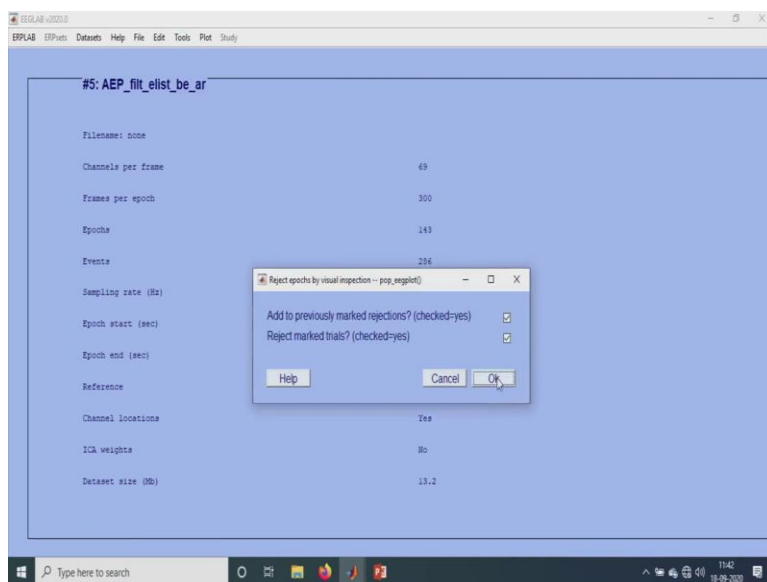 EEGLAB v2020.0
ERPLAB ERPsets Datasets Help File Edit Tools Plot Study
#5: AEP_filt_elist_be_ar
Filename: none
Channels per frame 69
Frames per epoch 300
Epochs 143
Events 286
Sampling rate (Hz)
Epoch start (sec)
Epoch end (sec)
Reference
Channel locations Yes
ICA weights No
Dataset size (Mb) 13.2
Reject epochs by visual inspection -- pop_eegplot()
Add to previously marked rejections? (checked=yes)
Reject marked trials? (checked=yes)
Help Cancel Ok
Type here to search
11:42
18-09-2020